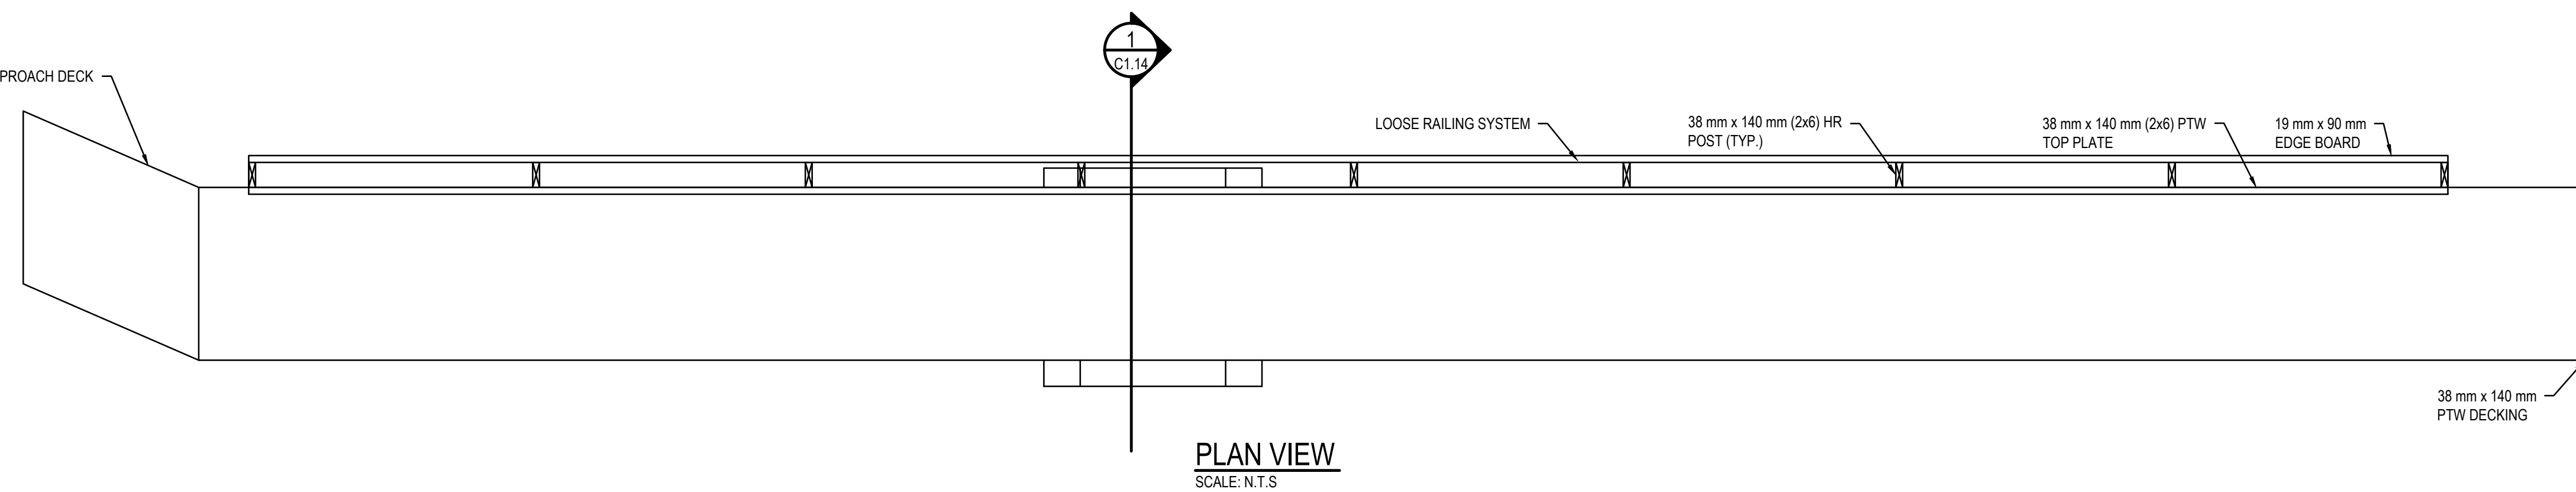 1
C1.14
PROACH DECK
LOOSE RAILING SYSTEM
38 mm x 140 mm (2x6) HR
POST (TYP.)
38 mm x 140 mm (2x6) PTW
TOP PLATE
19 mm x 90 mm
EDGE BOARD
38 mm x 140 mm
PTW DECKING
PLAN VIEW
SCALE: N.T.S